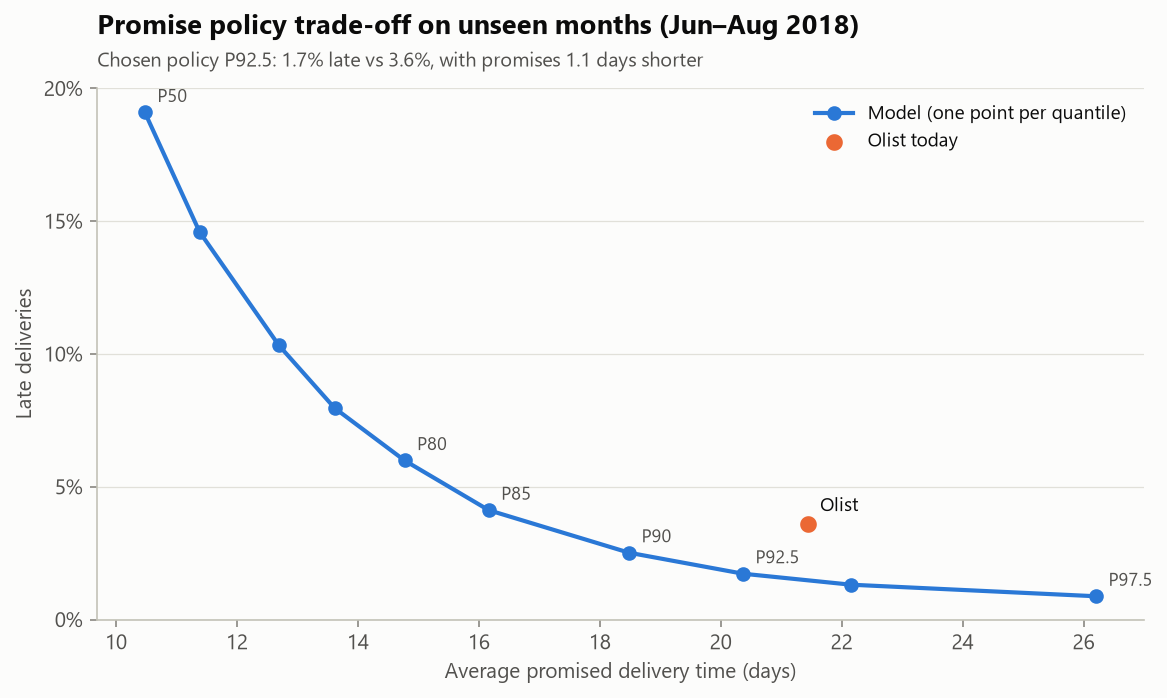 Promise policy trade-off on unseen months (Jun–Aug 2018)
Chosen policy P92.5: 1.7% late vs 3.6%, with promises 1.1 days shorter
20%
15%
10%
5%
0%
Late deliveries
P50
P80
P85
P90
P92.5
P97.5
Olist
Model (one point per quantile)
Olist today
10 12 14 16 18 20 22 24 26
Average promised delivery time (days)